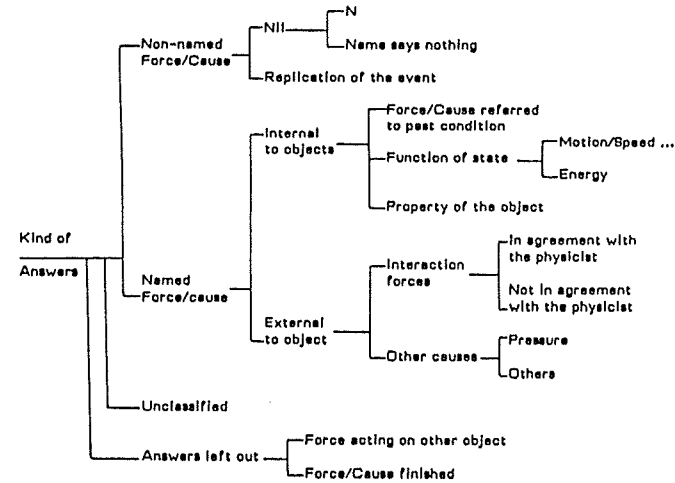 N
Nil
Non-named
Force/Cause
Name says nothing
Replication of the event
Force/Cause referred
to past condition
Internal
to objects
Motion/Speed ...
Function of state
Energy
Property of the object
Kind of
Answers
In agreement with
the physicist
Interaction
forces
Named
Force/cause
Not in agreement
with the physicist
External
to object
Pressure
Other causes
Others
Unclassified
Force acting on other object
Answers left out
Force/Cause finished